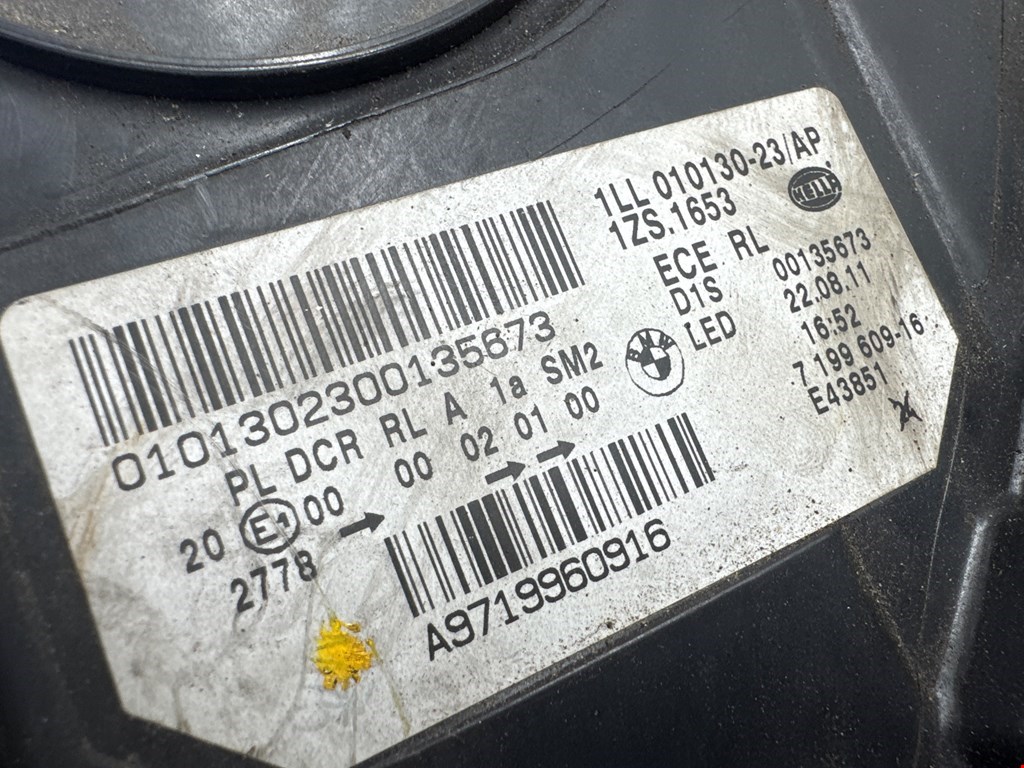 1LL 010130-23/AP
1ZS.1653
HELLA
ECE RL
D1S
LED
00135673
22.08.11
16:52
7 199 609-16
E43851
BMW
0101302300135673
PL DCR RL A 1a SM2
20 E1 00 00 02 01 00
2778
A9719960916